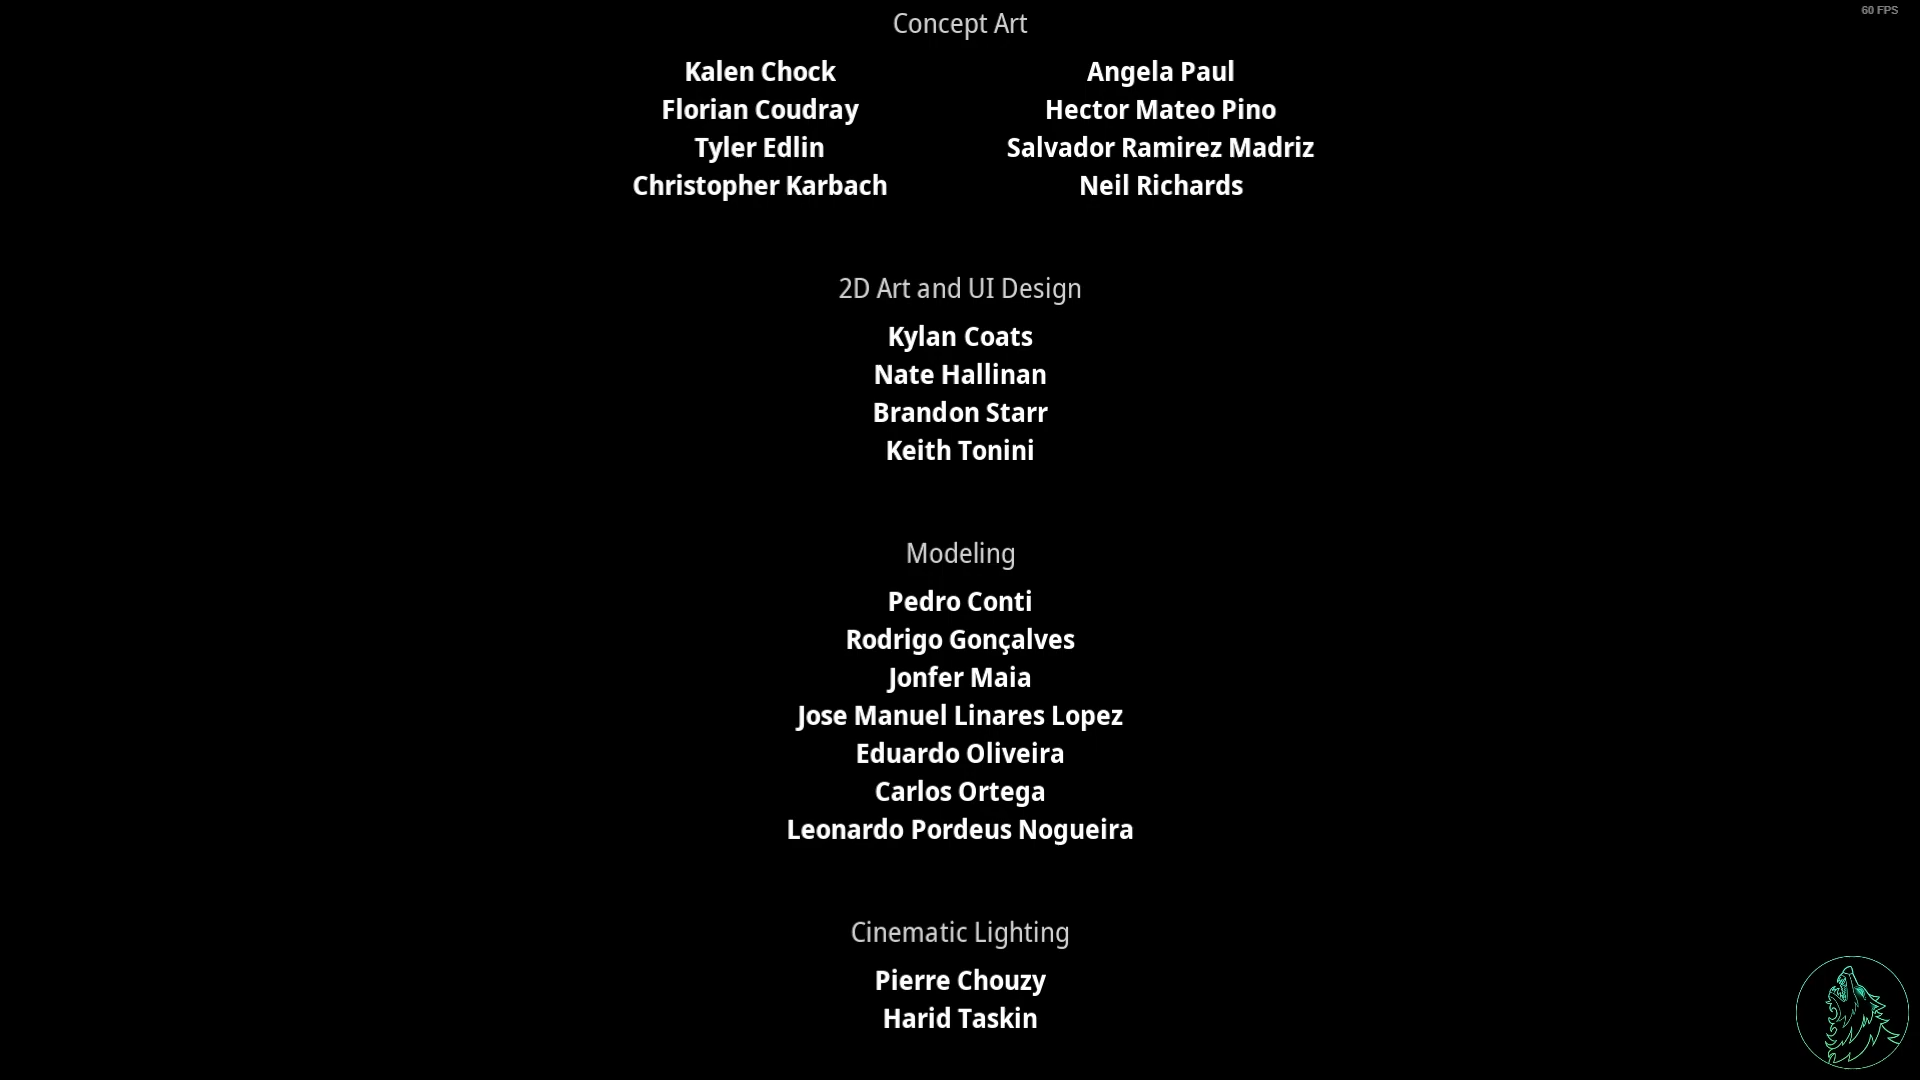 60 FPS
Concept Art
Kalen Chock
Florian Coudray
Tyler Edlin
Christopher Karbach
Angela Paul
Hector Mateo Pino
Salvador Ramirez Madriz
Neil Richards
2D Art and UI Design
Kylan Coats
Nate Hallinan
Brandon Starr
Keith Tonini
Modeling
Pedro Conti
Rodrigo Gonçalves
Jonfer Maia
Jose Manuel Linares Lopez
Eduardo Oliveira
Carlos Ortega
Leonardo Pordeus Nogueira
Cinematic Lighting
Pierre Chouzy
Harid Taskin